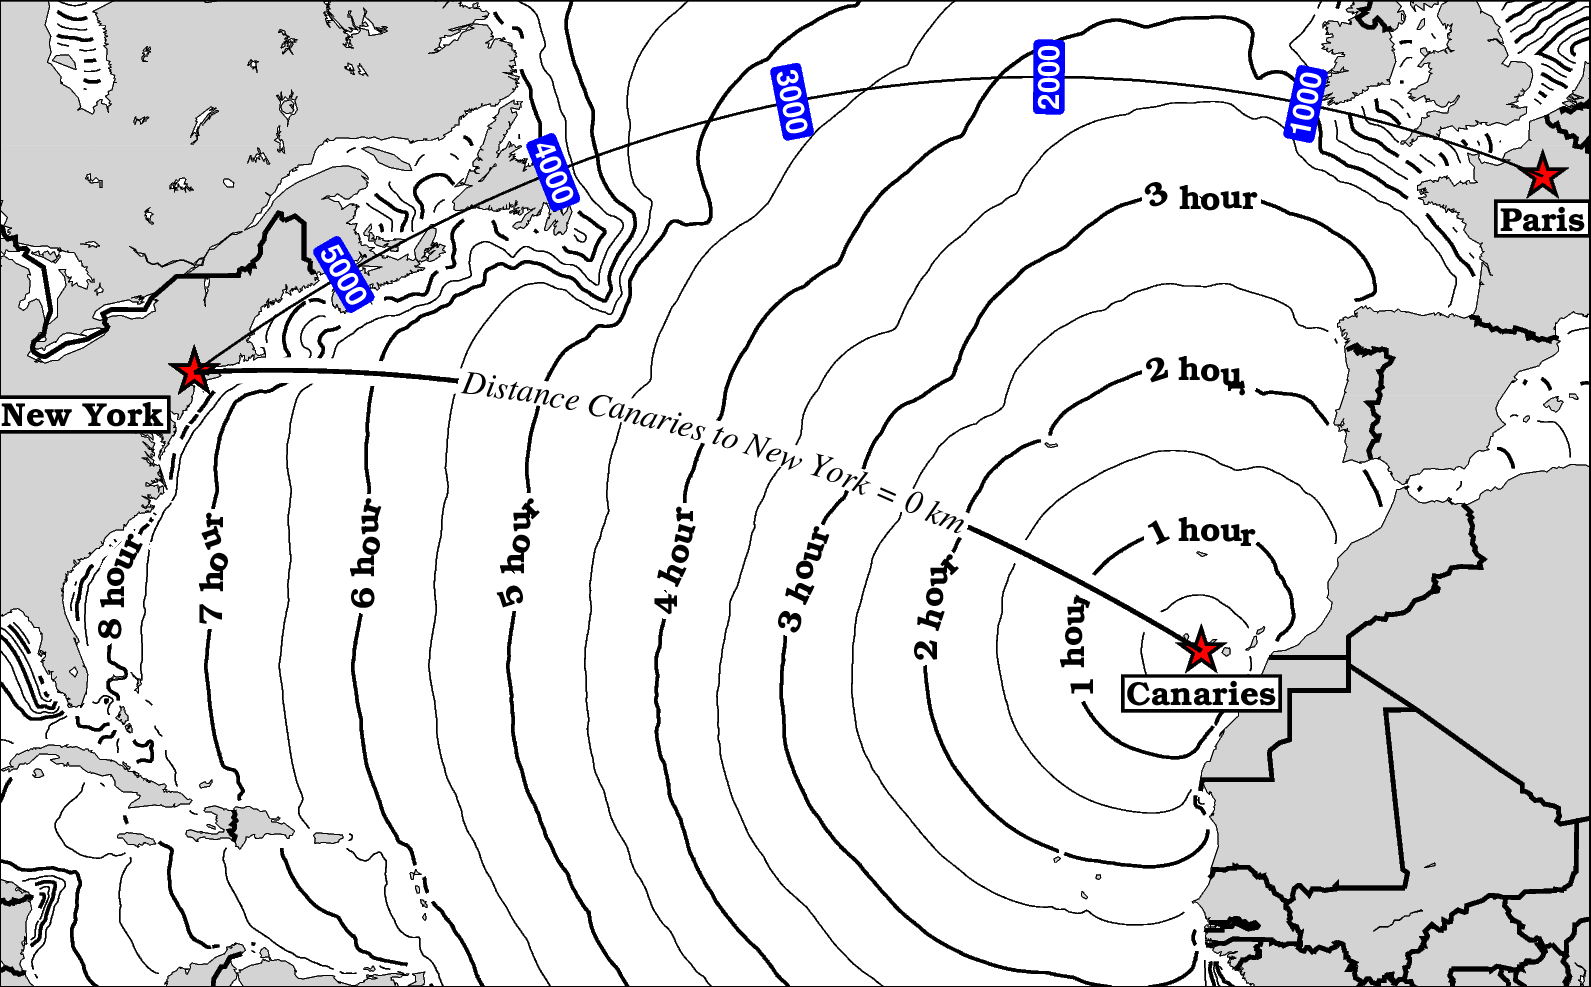 1000
2000
3000
4000
5000
Paris
New York
Canaries
Distance Canaries to New York = 0 km
3 hour
2 hou
1 hour
8 hour
7 hour
6 hour
5 hour
4 hour
3 hour
2 hour
1 hour